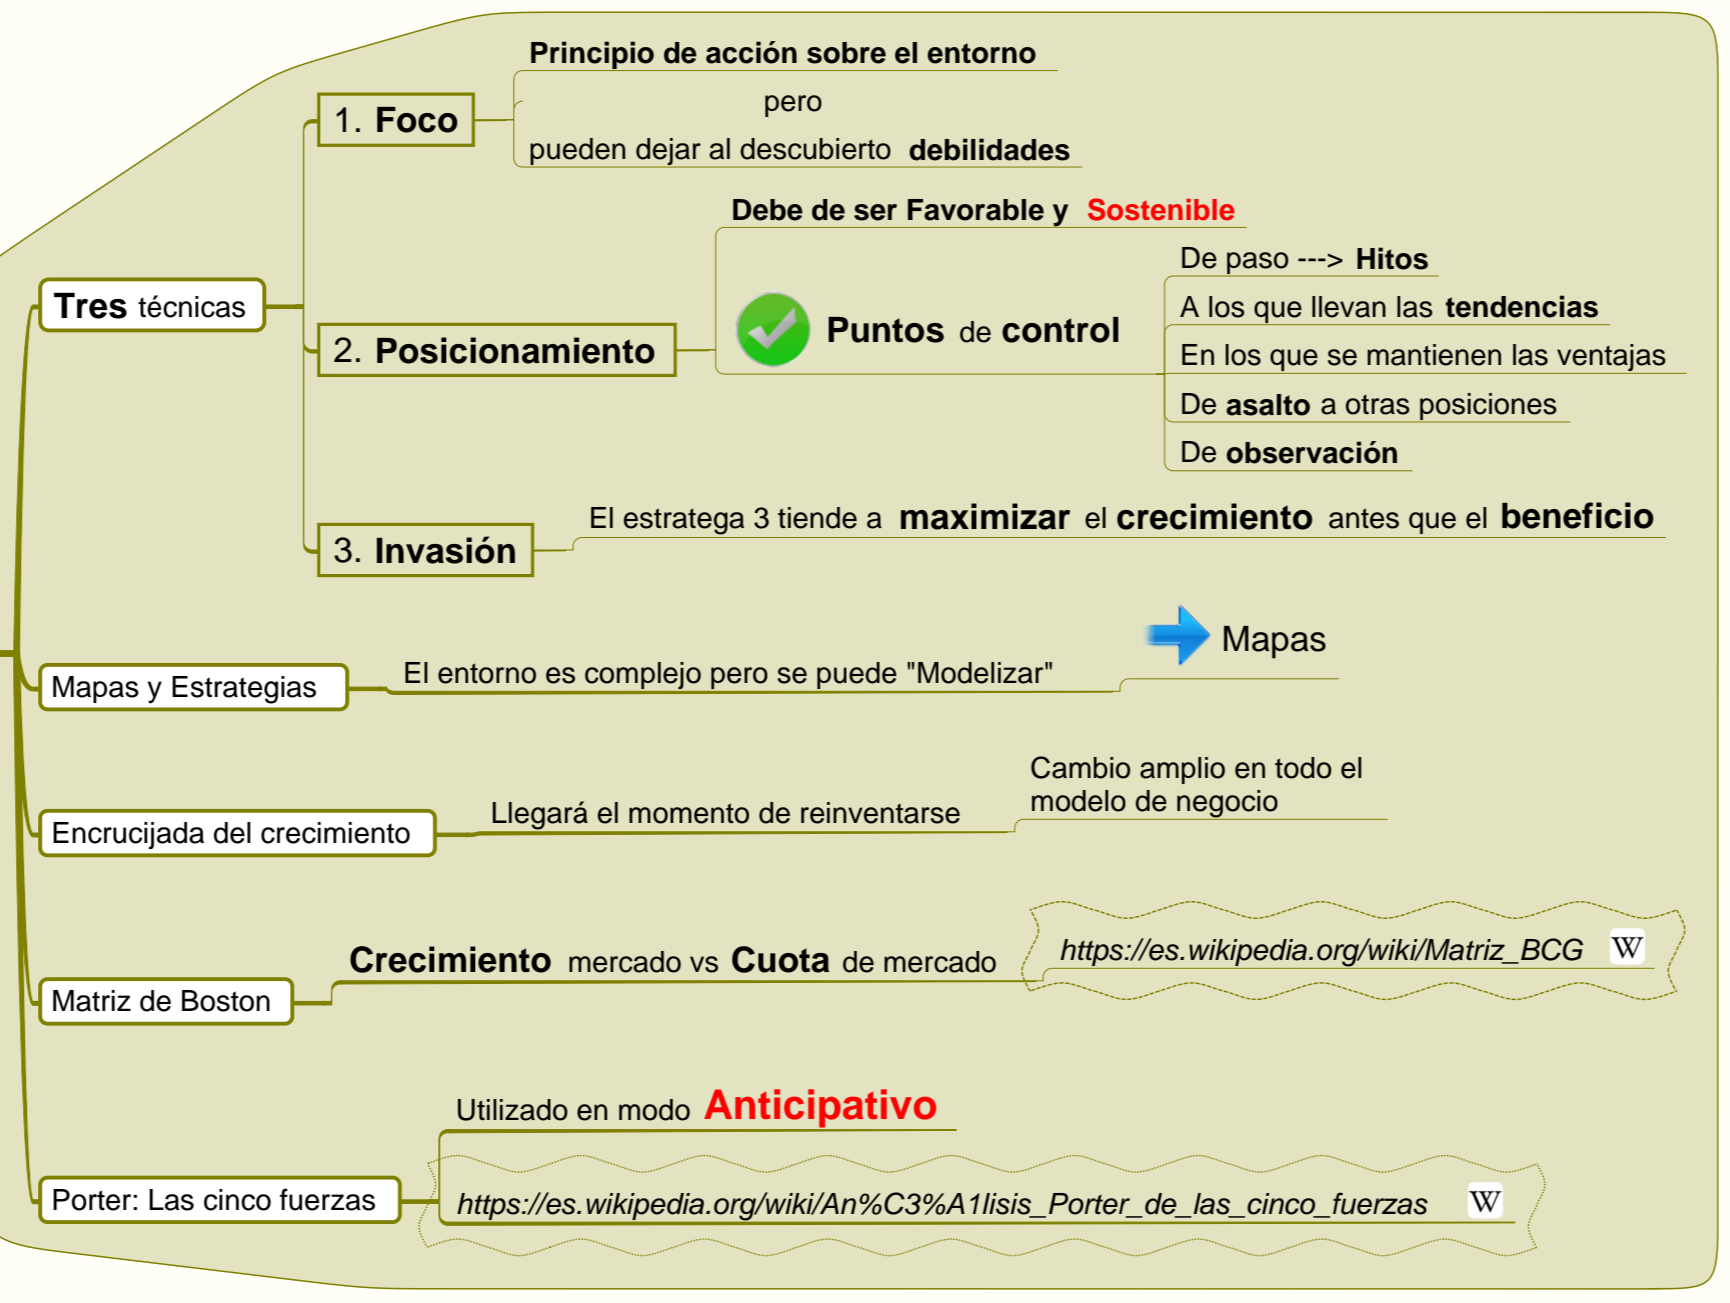 Tres técnicas
1. Foco
Principio de acción sobre el entorno
pero
pueden dejar al descubierto debilidades
2. Posicionamiento
Debe de ser Favorable y Sostenible
Puntos de control
De paso ---> Hitos
A los que llevan las tendencias
En los que se mantienen las ventajas
De asalto a otras posiciones
De observación
3. Invasión
El estratega 3 tiende a maximizar el crecimiento antes que el beneficio
Mapas y Estrategias
El entorno es complejo pero se puede "Modelizar"
Mapas
Encrucijada del crecimiento
Llegará el momento de reinventarse
Cambio amplio en todo el
modelo de negocio
Matriz de Boston
Crecimiento mercado vs Cuota de mercado
https://es.wikipedia.org/wiki/Matriz_BCG W
Porter: Las cinco fuerzas
Utilizado en modo Anticipativo
https://es.wikipedia.org/wiki/An%C3%A1lisis_Porter_de_las_cinco_fuerzas W